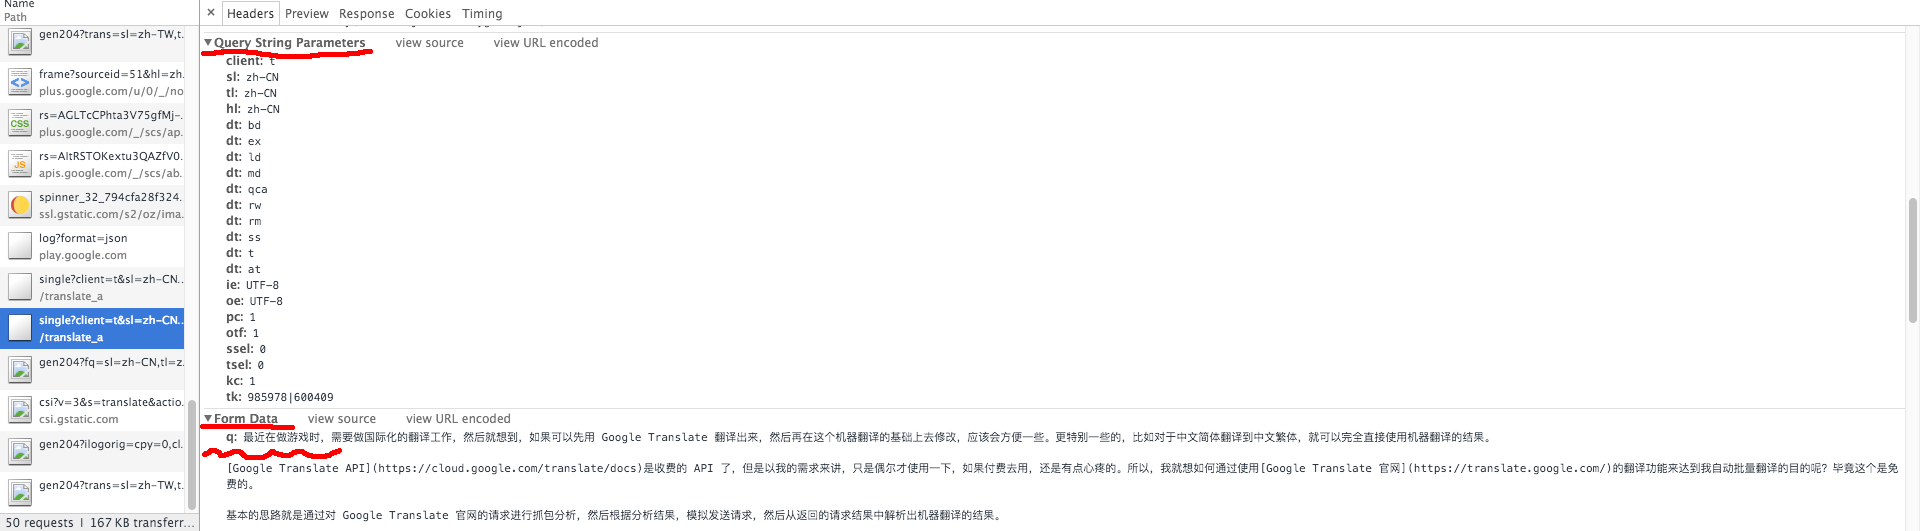 Name
Path
gen204?trans=sl=zh-TW,t.
frame?sourceid=51&hl=zh.
plus.google.com/u/0/_/no
rs=AGLTcCPhta3V75gfMj-.
plus.google.com/_/scs/ap.
rs=AItRSTOKextu3QAZfV0.
apis.google.com/_/scs/ab.
spinner_32_794cfa28f324.
ssl.gstatic.com/s2/oz/ima.
log?format=json
play.google.com
single?client=t&sl=zh-CN..
/translate_a
single?client=t&sl=zh-CN..
/translate_a
gen204?fq=sl=zh-CN,tl=z.
csi?v=3&s=translate&actio.
csi.gstatic.com
gen204?ilogorig=cpy=0,cl.
gen204?trans=sl=zh-TW,t.
50 requests | 167 KB transferr...
× Headers Preview Response Cookies Timing
▼Query String Parameters view source view URL encoded
client: t
sl: zh-CN
tl: zh-CN
hl: zh-CN
dt: bd
dt: ex
dt: ld
dt: md
dt: qca
dt: rw
dt: rm
dt: ss
dt: t
dt: at
ie: UTF-8
oe: UTF-8
pc: 1
otf: 1
ssel: 0
tsel: 0
kc: 1
tk: 985978|600409
▼Form Data view source view URL encoded
q: 最近在做游戏时，需要做国际化的翻译工作，然后就想到，如果可以先用 Google Translate 翻译出来，然后再在这个机器翻译的基础上去修改，应该会方便一些。更特别一些的，比如对于中文简体翻译到中文繁体，就可以完全直接使用机器翻译的结果。
[Google Translate API](https://cloud.google.com/translate/docs)是收费的 API 了，但是以我的需求来讲，只是偶尔才使用一下，如果付费去用，还是有点心疼的。所以，我就想如何通过使用[Google Translate 官网](https://translate.google.com/)的翻译功能来达到我自动批量翻译的目的呢？毕竟这个是免
费的。
基本的思路就是通过对 Google Translate 官网的请求进行抓包分析，然后根据分析结果，模拟发送请求，然后从返回的请求结果中解析出机器翻译的结果。